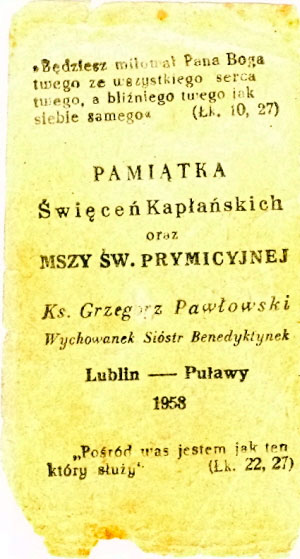 „Będziesz miłował Pana Boga
twego ze wszystkiego serca
twego, a bliźniego twego jak
siebie samego“ (Łk. 10, 27)
PAMIĄTKA
Święceń Kapłańskich
oraz
MSZY ŚW. PRYMICYJNEJ
Ks. Grzegorz Pawłowski
Wychowanek Sióstr Benedyktynek
Lublin — Puławy
1958
„Pośród was jestem jak ten
który służy“ (Łk. 22, 27)